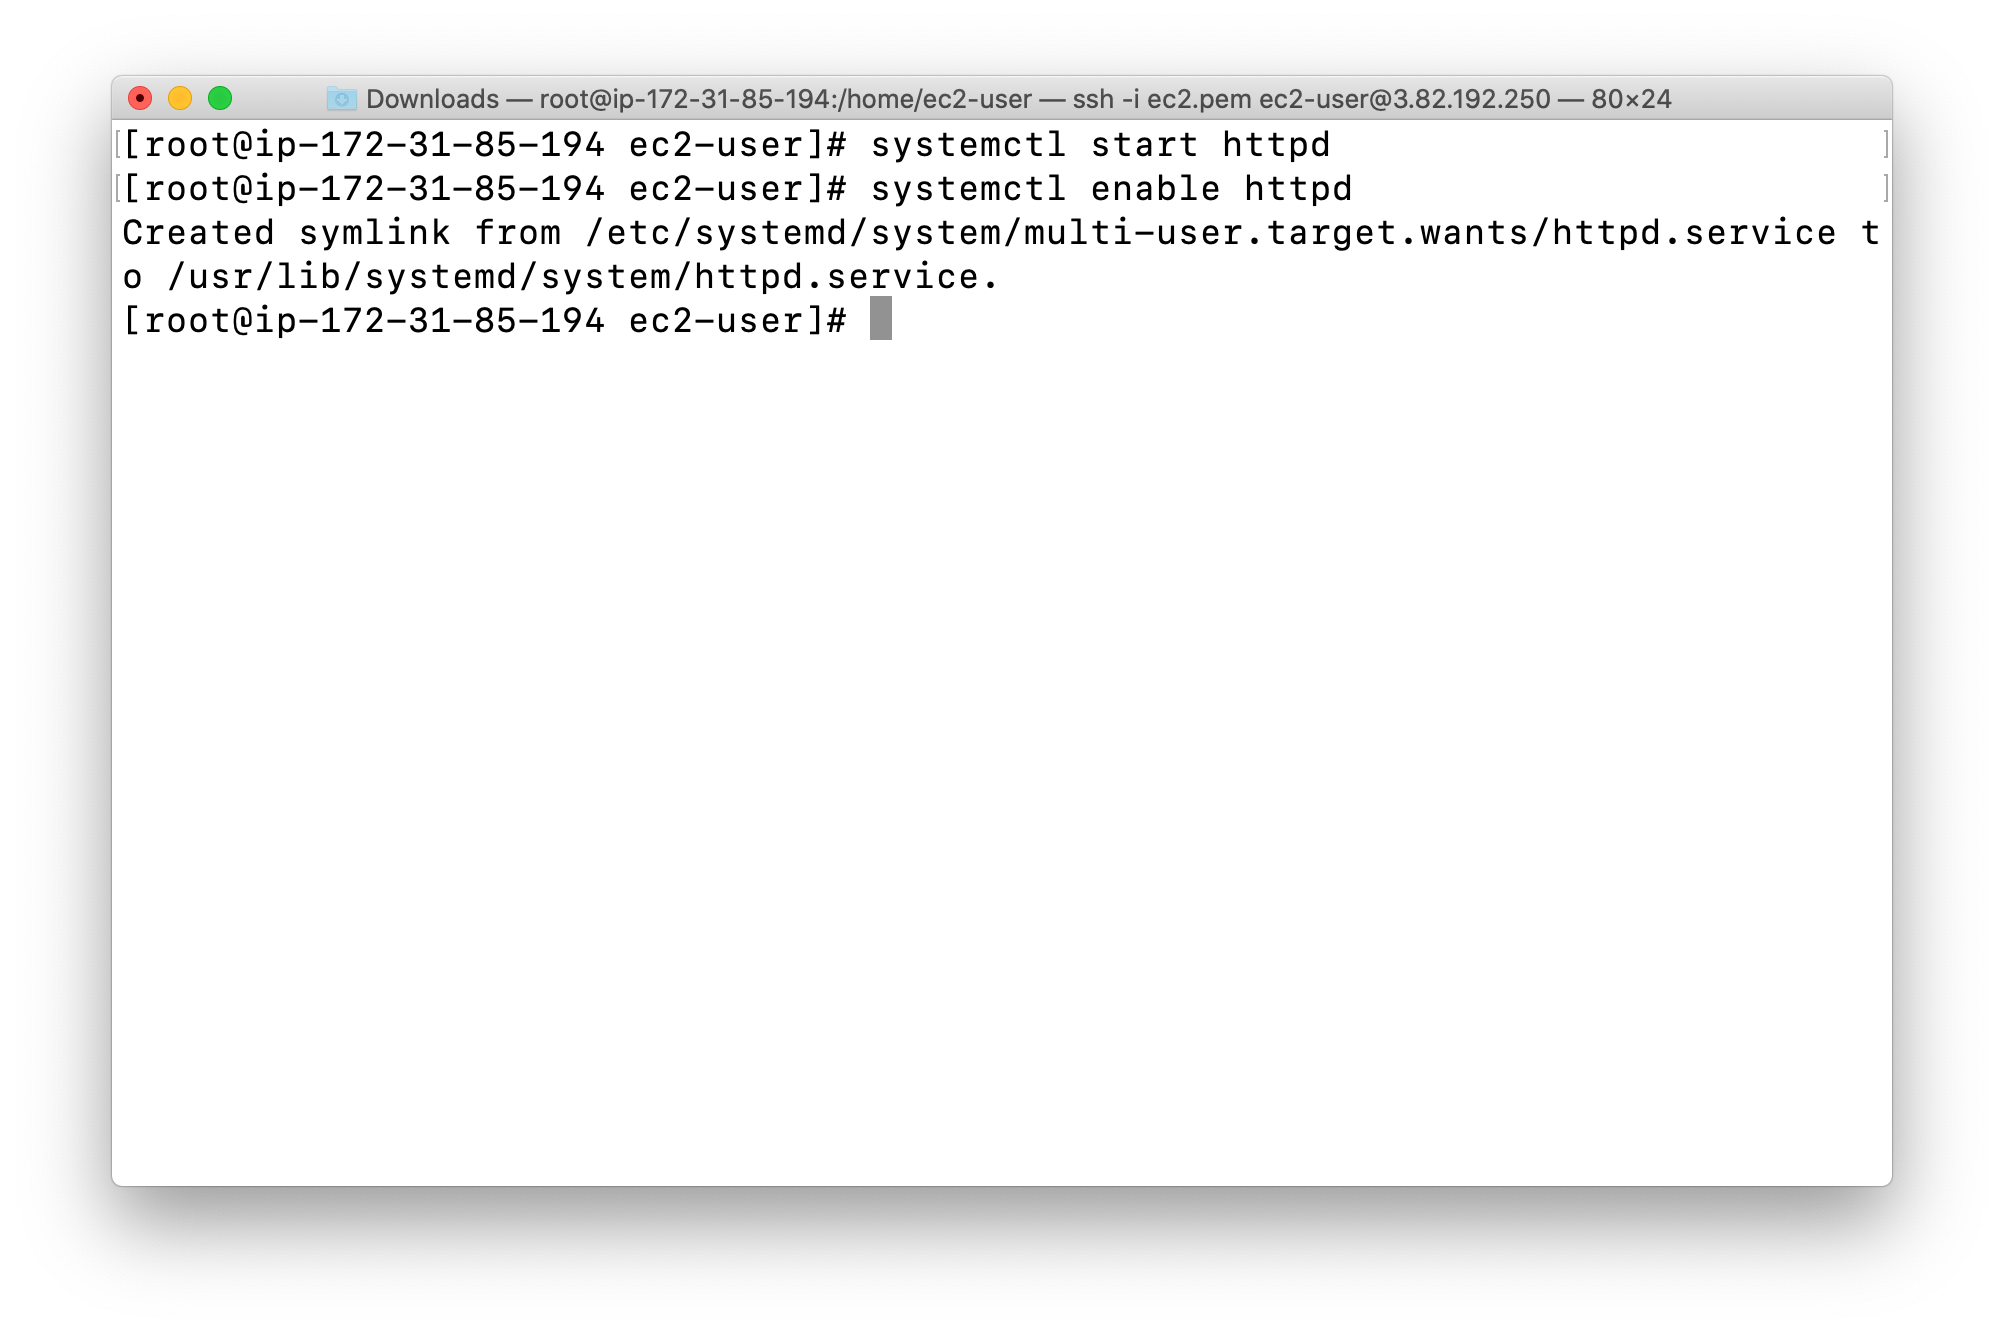 Downloads — root@ip-172-31-85-194:/home/ec2-user — ssh -i ec2.pem ec2-user@3.82.192.250 — 80×24
[root@ip-172-31-85-194 ec2-user]# systemctl start httpd
[root@ip-172-31-85-194 ec2-user]# systemctl enable httpd
Created symlink from /etc/systemd/system/multi-user.target.wants/httpd.service t
o /usr/lib/systemd/system/httpd.service.
[root@ip-172-31-85-194 ec2-user]#